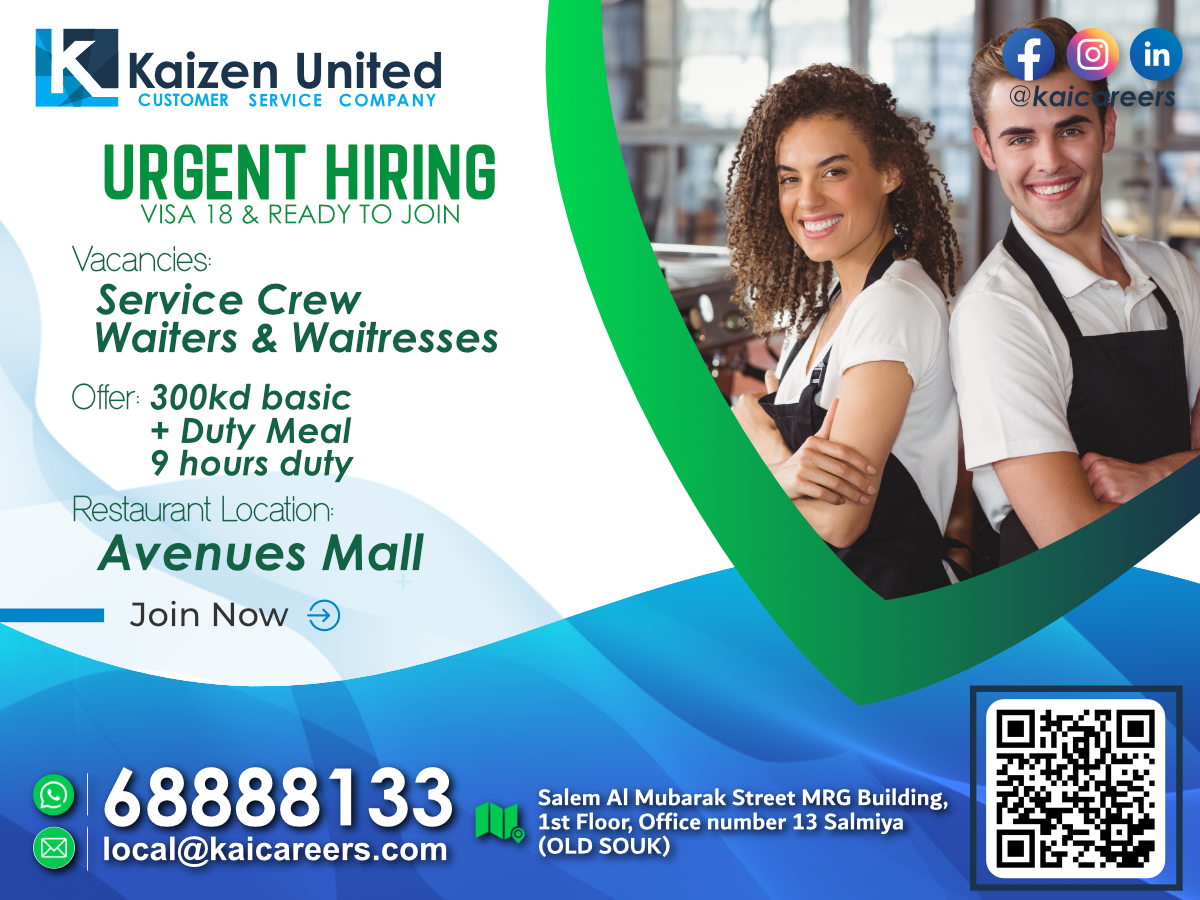 K Kaizen United
CUSTOMER SERVICE COMPANY
@kaicareers
URGENT HIRING
VISA 18 & READY TO JOIN
Vacancies:
Service Crew
Waiters & Waitresses
Offer: 300kd basic
+ Duty Meal
9 hours duty
Restaurant Location:
Avenues Mall
Join Now
68888133
local@kaicareers.com
Salem Al Mubarak Street MRG Building,
1st Floor, Office number 13 Salmiya
(OLD SOUK)